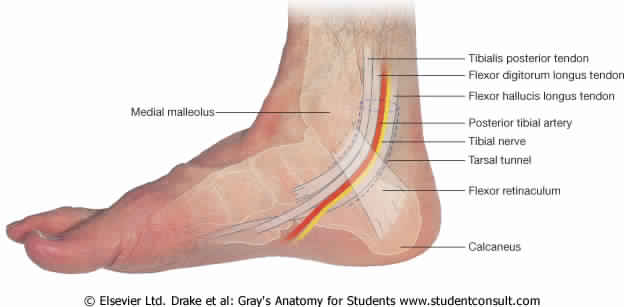 Tibialis posterior tendon
Flexor digitorum longus tendon
Flexor hallucis longus tendon
Medial malleolus
Posterior tibial artery
Tibial nerve
Tarsal tunnel
Flexor retinaculum
Calcaneus
© Elsevier Ltd. Drake et al: Gray's Anatomy for Students www.studentconsult.com